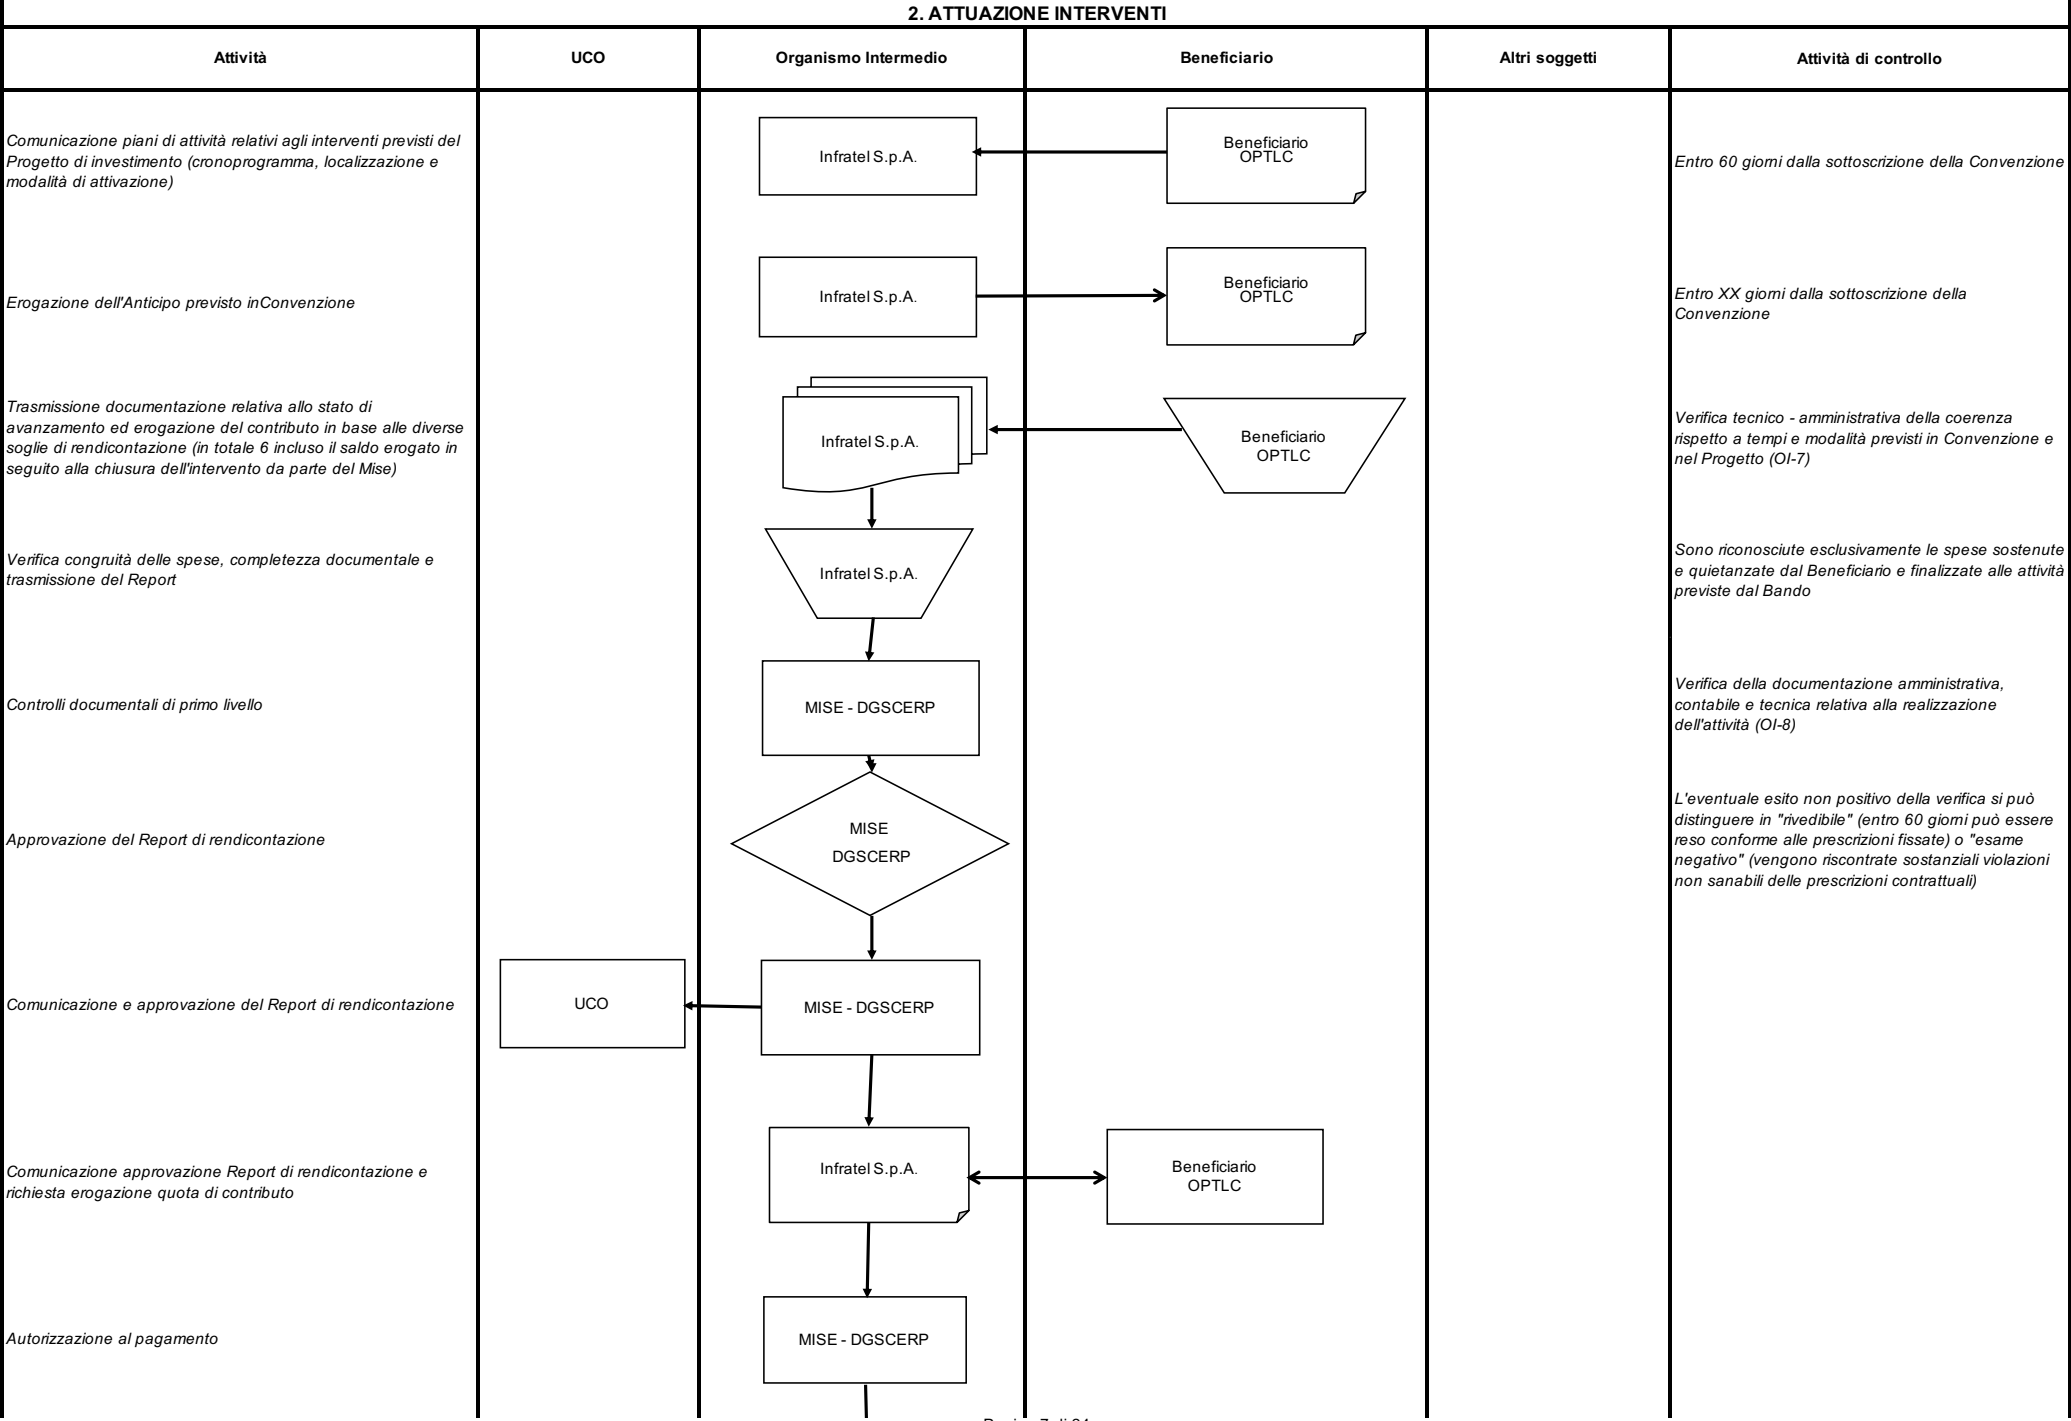 2. ATTUAZIONE INTERVENTI
Attività
UCO
Organismo Intermedio
Beneficiario
Altri soggetti
Attività di controllo
Comunicazione piani di attività relativi agli interventi previsti del
Progetto di investimento (cronoprogramma, localizzazione e
modalità di attivazione)
Infratel S.p.A.
Beneficiario
OPTLC
Entro 60 giorni dalla sottoscrizione della Convenzione
Erogazione dell'Anticipo previsto inConvenzione
Infratel S.p.A.
Beneficiario
OPTLC
Entro XX giorni dalla sottoscrizione della
Convenzione
Trasmissione documentazione relativa allo stato di
avanzamento ed erogazione del contributo in base alle diverse
soglie di rendicontazione (in totale 6 incluso il saldo erogato in
seguito alla chiusura dell'intervento da parte del Mise)
Infratel S.p.A.
Beneficiario
OPTLC
Verifica tecnico - amministrativa della coerenza
rispetto a tempi e modalità previsti in Convenzione e
nel Progetto (OI-7)
Verifica congruità delle spese, completezza documentale e
trasmissione del Report
Infratel S.p.A.
Sono riconosciute esclusivamente le spese sostenute
e quietanzate dal Beneficiario e finalizzate alle attività
previste dal Bando
Controlli documentali di primo livello
MISE - DGSCERP
Verifica della documentazione amministrativa,
contabile e tecnica relativa alla realizzazione
dell'attività (OI-8)
Approvazione del Report di rendicontazione
MISE
DGSCERP
L'eventuale esito non positivo della verifica si può
distinguere in "rivedibile" (entro 60 giorni può essere
reso conforme alle prescrizioni fissate) o "esame
negativo" (vengono riscontrate sostanziali violazioni
non sanabili delle prescrizioni contrattuali)
Comunicazione e approvazione del Report di rendicontazione
UCO
MISE - DGSCERP
Comunicazione approvazione Report di rendicontazione e
richiesta erogazione quota di contributo
Infratel S.p.A.
Beneficiario
OPTLC
Autorizzazione al pagamento
MISE - DGSCERP